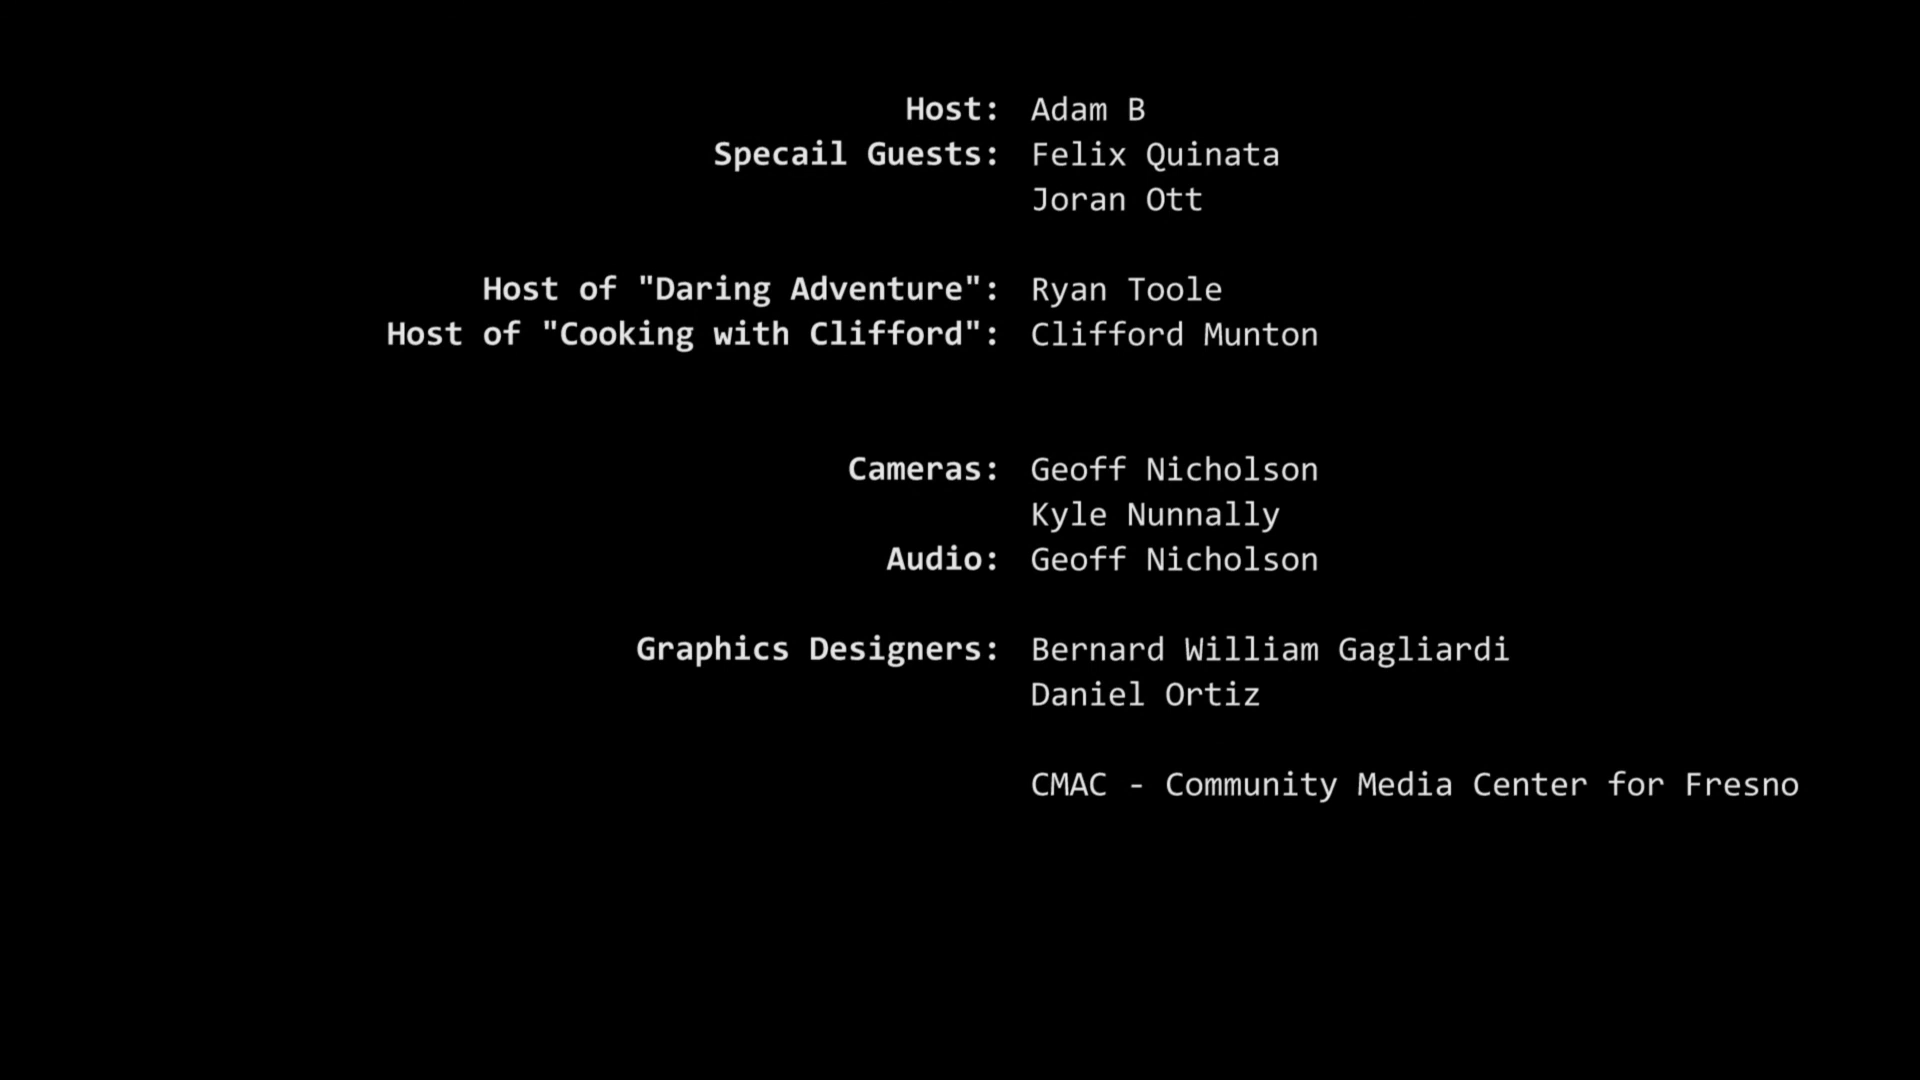 Host: Adam B
Specail Guests: Felix Quinata
Joran Ott
Host of "Daring Adventure": Ryan Toole
Host of "Cooking with Clifford": Clifford Munton
Cameras: Geoff Nicholson
Kyle Nunnally
Audio: Geoff Nicholson
Graphics Designers: Bernard William Gagliardi
Daniel Ortiz
CMAC - Community Media Center for Fresno